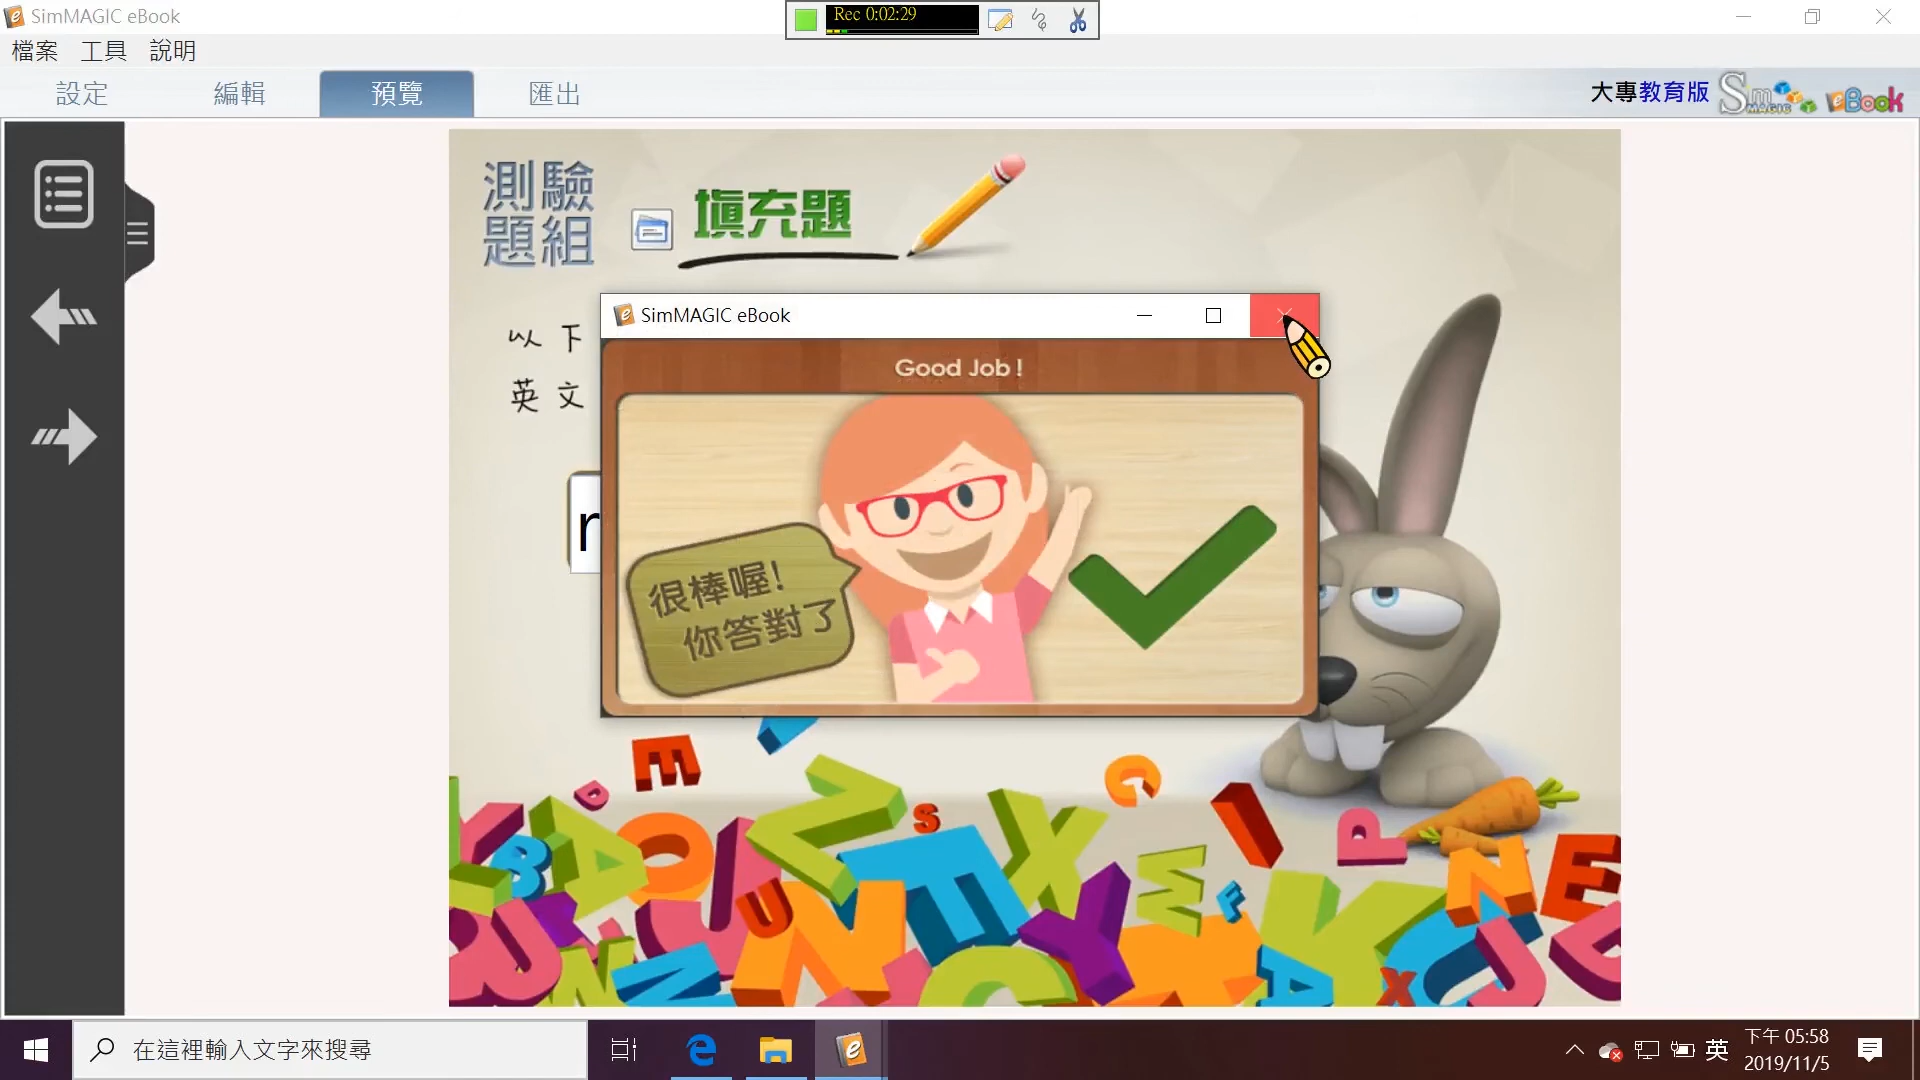 SimMAGIC eBook
Rec 0:02:29
檔案 工具 說明
設定 編輯 預覽 匯出
大專教育版 SimMAGIC eBook
測驗
題組
填充題
以下
英文
SimMAGIC eBook
Good Job !
很棒喔!
你答對了
在這裡輸入文字來搜尋
英
下午 05:58
2019/11/5